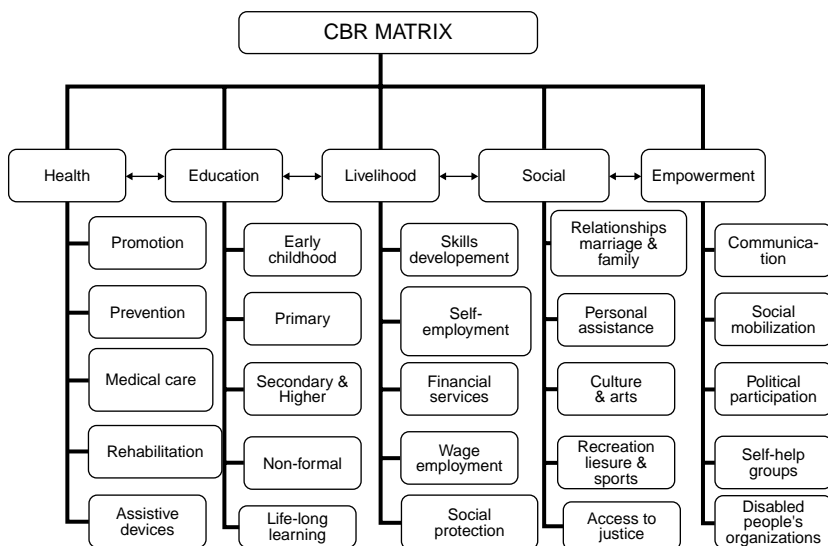 CBR MATRIX
Health
Education
Livelihood
Social
Empowerment
Promotion
Prevention
Medical care
Rehabilitation
Assistive
devices
Early
childhood
Primary
Secondary &
Higher
Non-formal
Life-long
learning
Skills
developement
Self-
employment
Financial
services
Wage
employment
Social
protection
Relationships
marriage &
family
Personal
assistance
Culture
& arts
Recreation
liesure &
sports
Access to
justice
Communica-
tion
Social
mobilization
Political
participation
Self-help
groups
Disabled
people's
organizations